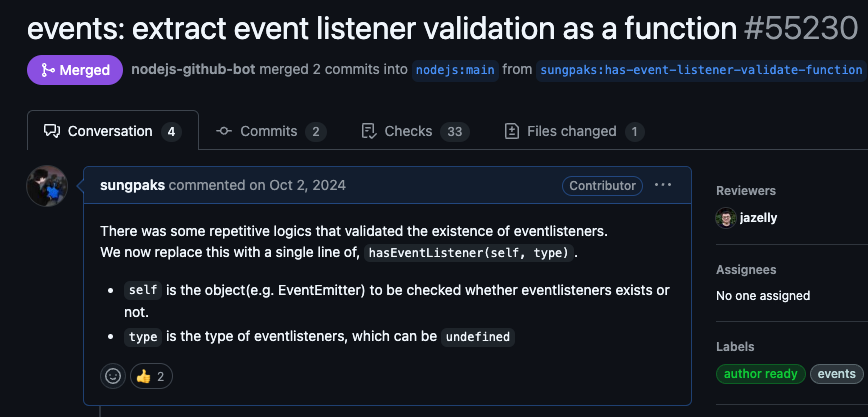 events: extract event listener validation as a function #55230
Merged nodejs-github-bot merged 2 commits into nodejs:main from sungpaks:has-event-listener-validate-function
Conversation 4 Commits 2 Checks 33 Files changed 1
sungpaks commented on Oct 2, 2024 Contributor
There was some repetitive logics that validated the existence of eventlisteners.
We now replace this with a single line of, hasEventListener(self, type).
• self is the object(e.g. EventEmitter) to be checked whether eventlisteners exists or
not.
• type is the type of eventlisteners, which can be undefined
👍 2
Reviewers
jazelly
Assignees
No one assigned
Labels
author ready events